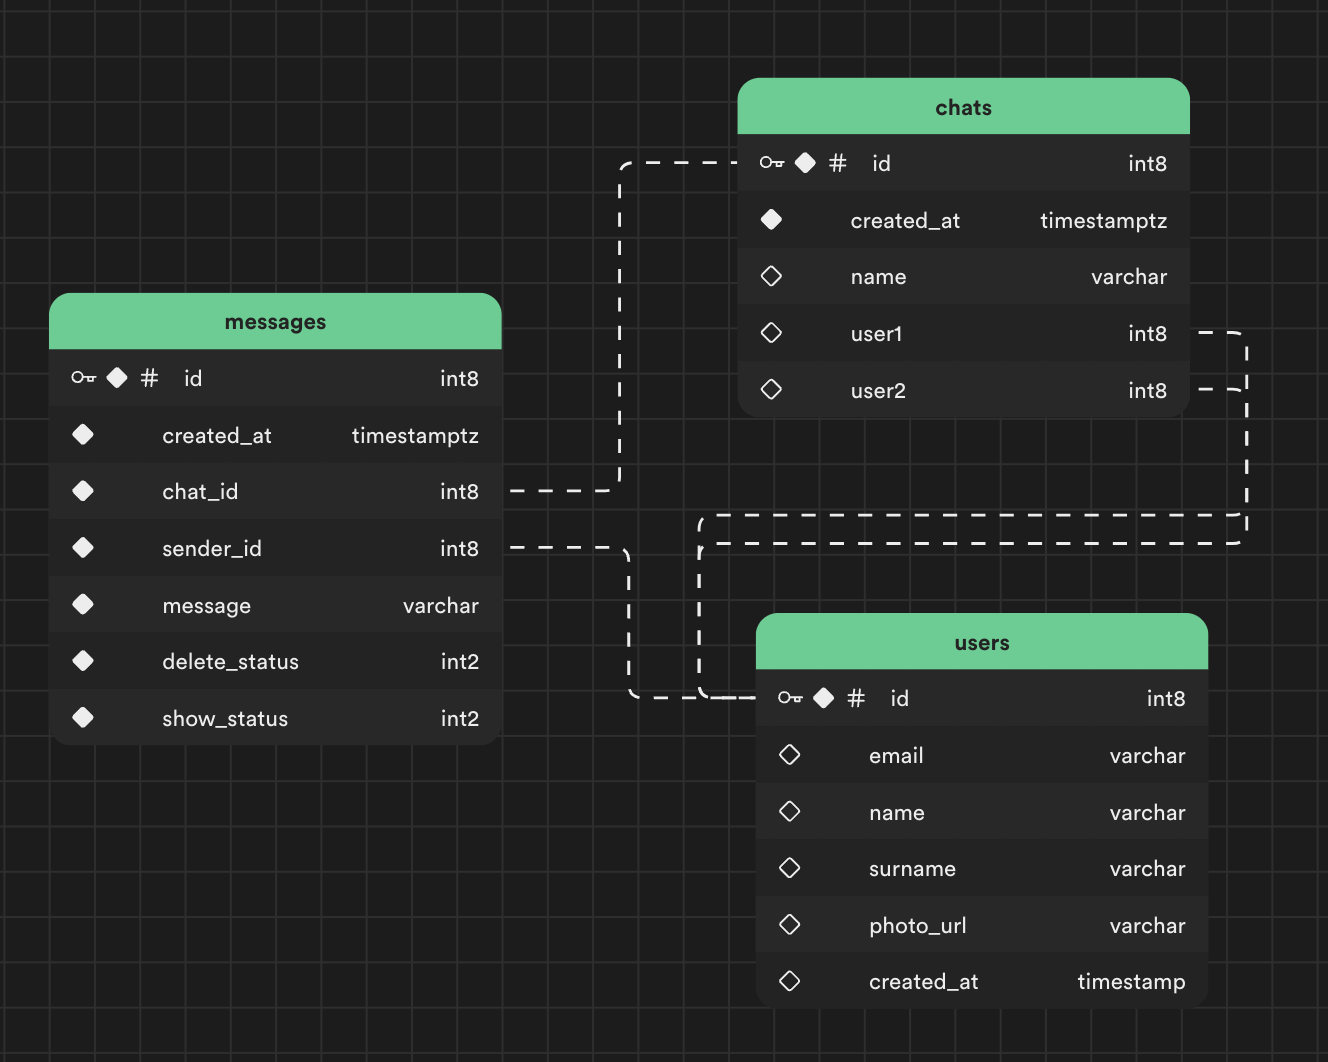 chats
# id int8
created_at timestamptz
name varchar
user1 int8
user2 int8
messages
# id int8
created_at timestamptz
chat_id int8
sender_id int8
message varchar
delete_status int2
show_status int2
users
# id int8
email varchar
name varchar
surname varchar
photo_url varchar
created_at timestamp